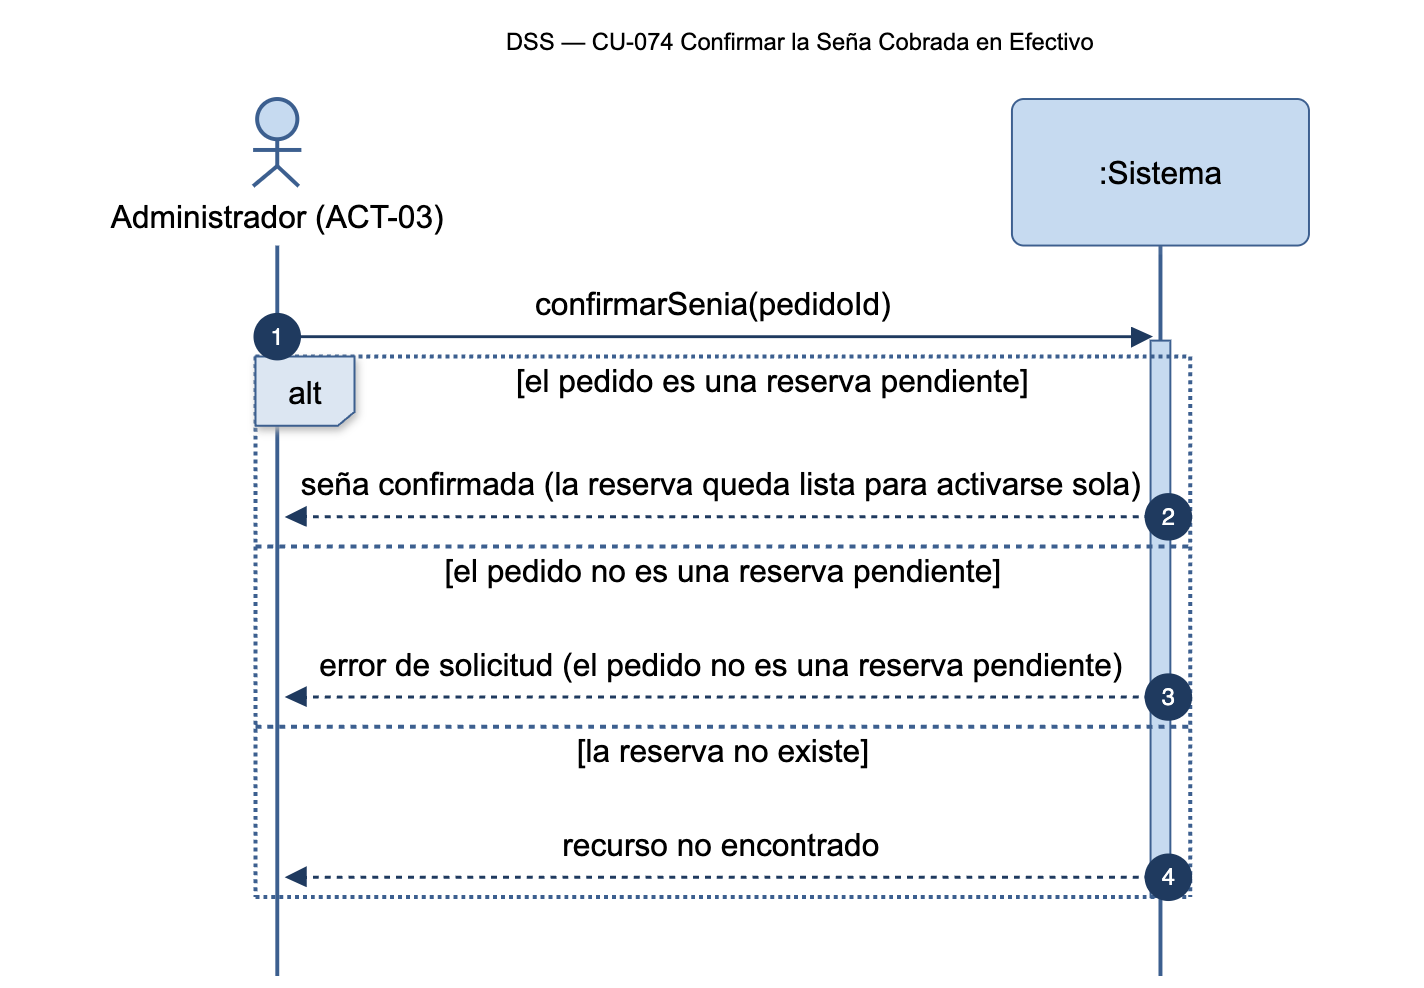 DSS — CU-074 Confirmar la Seña Cobrada en Efectivo
Administrador (ACT-03)
:Sistema
confirmarSenia(pedidoId)
1
alt
[el pedido es una reserva pendiente]
seña confirmada (la reserva queda lista para activarse sola)
2
[el pedido no es una reserva pendiente]
error de solicitud (el pedido no es una reserva pendiente)
3
[la reserva no existe]
recurso no encontrado
4